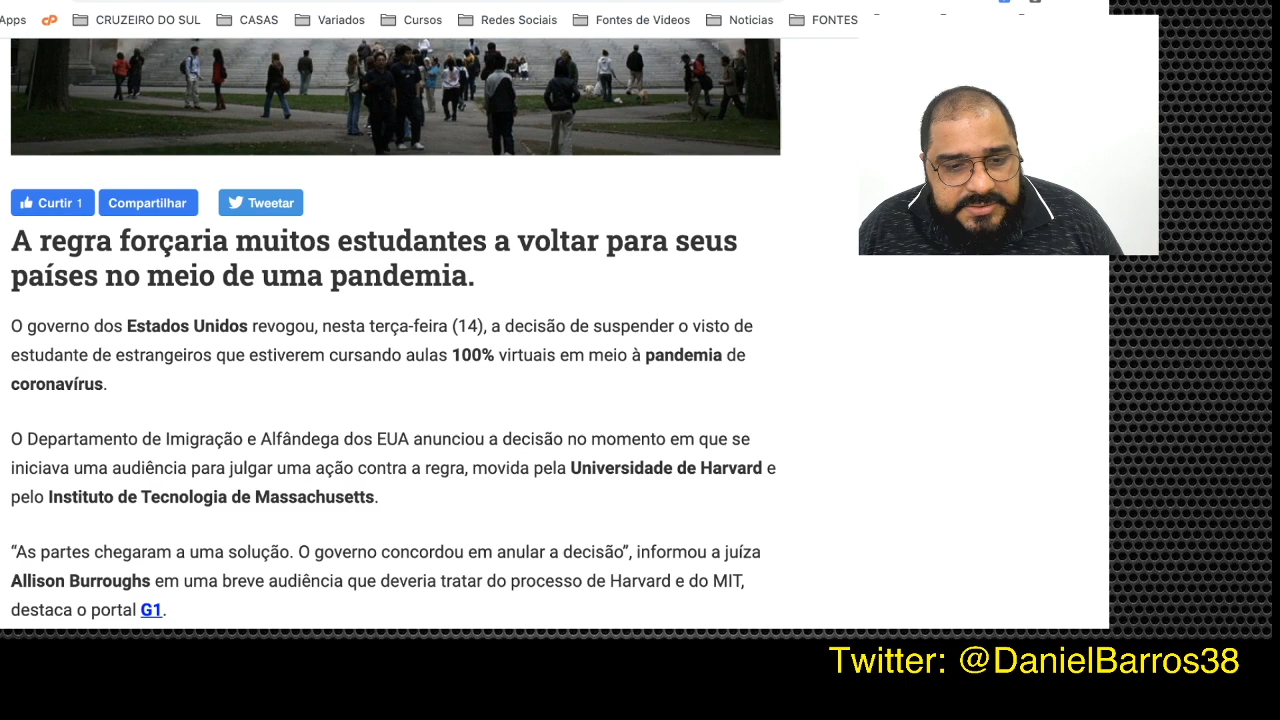 Apps CRUZEIRO DO SUL CASAS Variados Cursos Redes Sociais Fontes de Videos Noticias FONTES
Curtir 1 Compartilhar Tweetar
A regra forçaria muitos estudantes a voltar para seus
países no meio de uma pandemia.
O governo dos Estados Unidos revogou, nesta terça-feira (14), a decisão de suspender o visto de
estudante de estrangeiros que estiverem cursando aulas 100% virtuais em meio à pandemia de
coronavírus.
O Departamento de Imigração e Alfândega dos EUA anunciou a decisão no momento em que se
iniciava uma audiência para julgar uma ação contra a regra, movida pela Universidade de Harvard e
pelo Instituto de Tecnologia de Massachusetts.
“As partes chegaram a uma solução. O governo concordou em anular a decisão”, informou a juíza
Allison Burroughs em uma breve audiência que deveria tratar do processo de Harvard e do MIT,
destaca o portal G1.
Twitter: @DanielBarros38